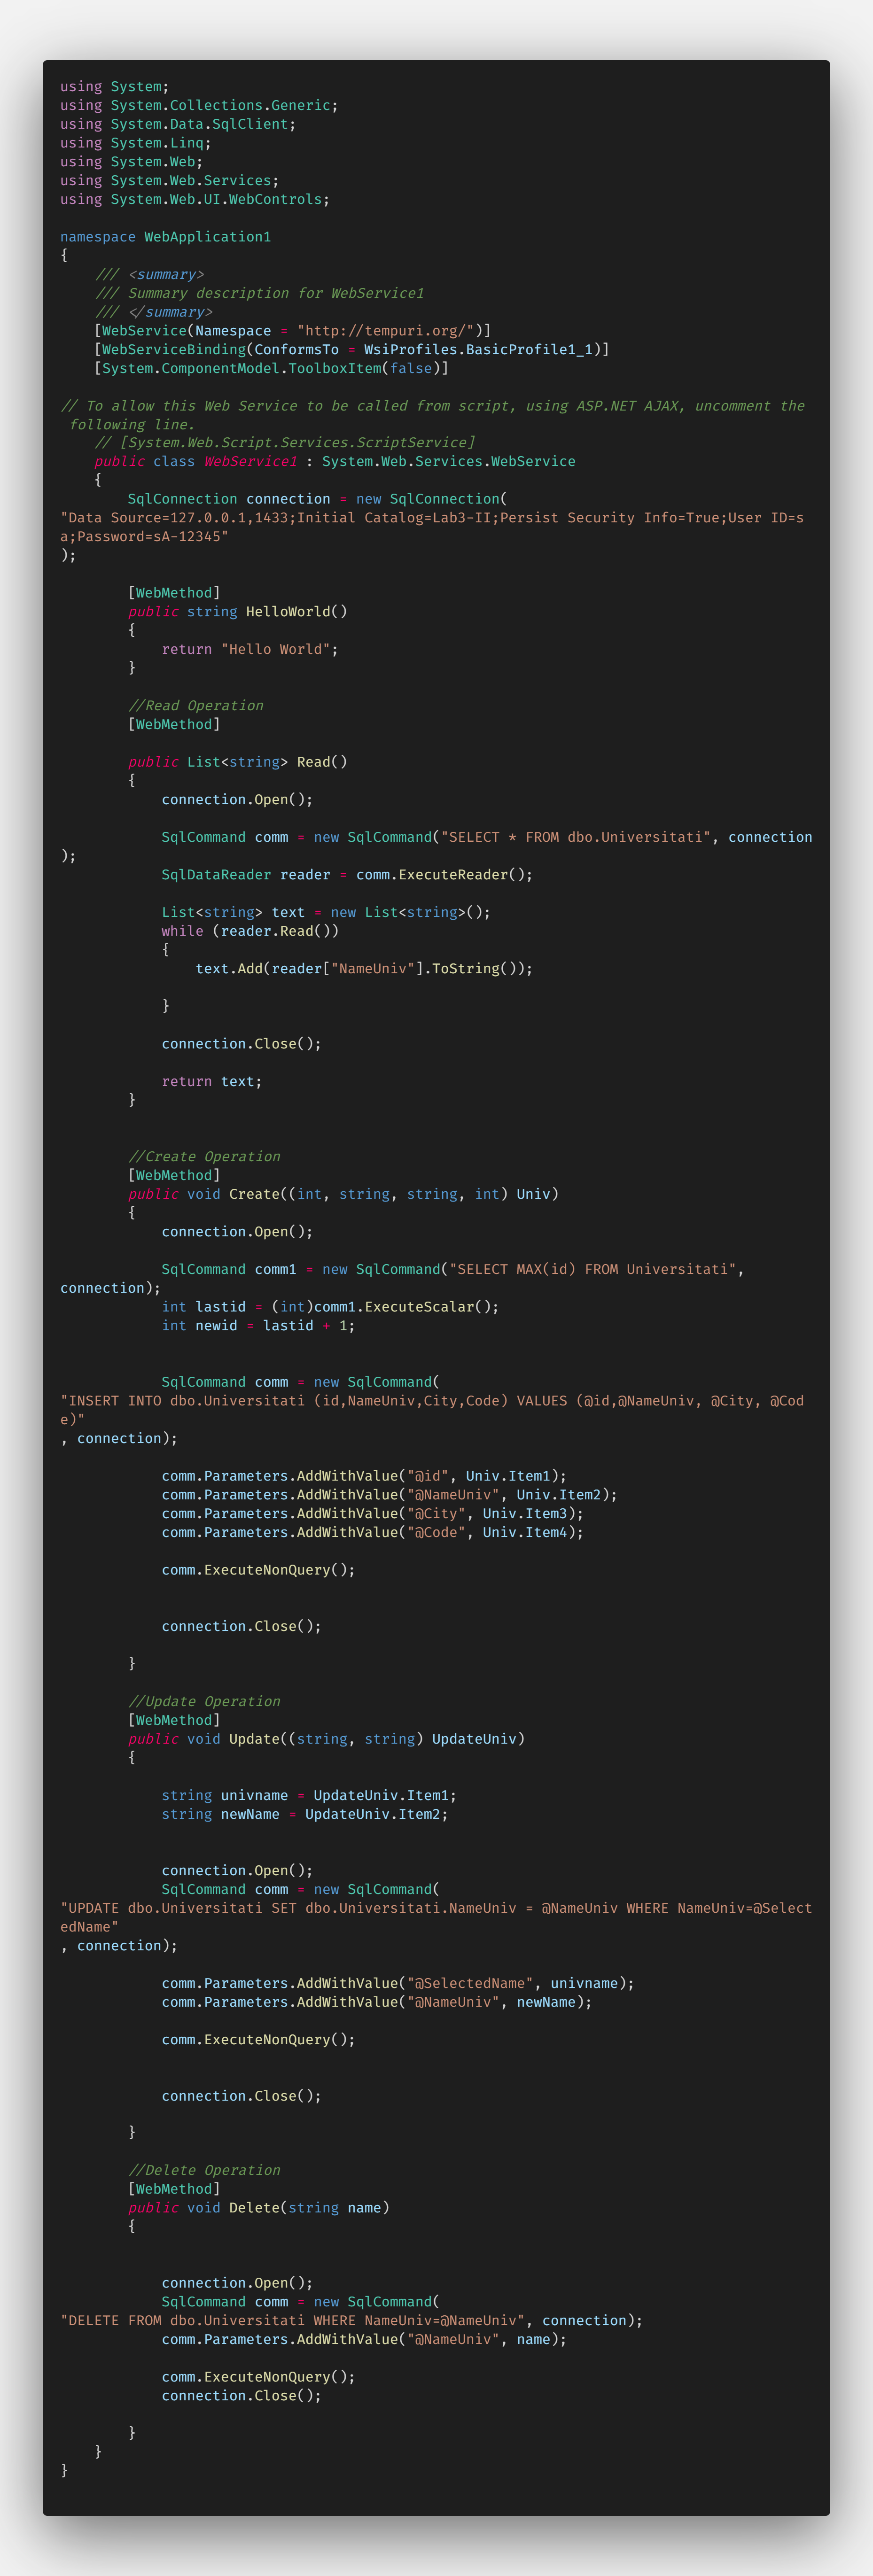 using System;
using System.Collections.Generic;
using System.Data.SqlClient;
using System.Linq;
using System.Web;
using System.Web.Services;
using System.Web.UI.WebControls;

namespace WebApplication1
{
    /// <summary>
    /// Summary description for WebService1
    /// </summary>
    [WebService(Namespace = "http://tempuri.org/")]
    [WebServiceBinding(ConformsTo = WsiProfiles.BasicProfile1_1)]
    [System.ComponentModel.ToolboxItem(false)]

// To allow this Web Service to be called from script, using ASP.NET AJAX, uncomment the
 following line.
    // [System.Web.Script.Services.ScriptService]
    public class WebService1 : System.Web.Services.WebService
    {
        SqlConnection connection = new SqlConnection(
"Data Source=127.0.0.1,1433;Initial Catalog=Lab3-II;Persist Security Info=True;User ID=s
a;Password=sA-12345"
);

        [WebMethod]
        public string HelloWorld()
        {
            return "Hello World";
        }

        //Read Operation
        [WebMethod]

        public List<string> Read()
        {
            connection.Open();

            SqlCommand comm = new SqlCommand("SELECT * FROM dbo.Universitati", connection
);
            SqlDataReader reader = comm.ExecuteReader();

            List<string> text = new List<string>();
            while (reader.Read())
            {
                text.Add(reader["NameUniv"].ToString());

            }

            connection.Close();

            return text;
        }


        //Create Operation
        [WebMethod]
        public void Create((int, string, string, int) Univ)
        {
            connection.Open();

            SqlCommand comm1 = new SqlCommand("SELECT MAX(id) FROM Universitati",
connection);
            int lastid = (int)comm1.ExecuteScalar();
            int newid = lastid + 1;


            SqlCommand comm = new SqlCommand(
"INSERT INTO dbo.Universitati (id,NameUniv,City,Code) VALUES (@id,@NameUniv, @City, @Cod
e)"
, connection);

            comm.Parameters.AddWithValue("@id", Univ.Item1);
            comm.Parameters.AddWithValue("@NameUniv", Univ.Item2);
            comm.Parameters.AddWithValue("@City", Univ.Item3);
            comm.Parameters.AddWithValue("@Code", Univ.Item4);

            comm.ExecuteNonQuery();


            connection.Close();

        }

        //Update Operation
        [WebMethod]
        public void Update((string, string) UpdateUniv)
        {

            string univname = UpdateUniv.Item1;
            string newName = UpdateUniv.Item2;


            connection.Open();
            SqlCommand comm = new SqlCommand(
"UPDATE dbo.Universitati SET dbo.Universitati.NameUniv = @NameUniv WHERE NameUniv=@Select
edName"
, connection);

            comm.Parameters.AddWithValue("@SelectedName", univname);
            comm.Parameters.AddWithValue("@NameUniv", newName);

            comm.ExecuteNonQuery();


            connection.Close();

        }

        //Delete Operation
        [WebMethod]
        public void Delete(string name)
        {


            connection.Open();
            SqlCommand comm = new SqlCommand(
"DELETE FROM dbo.Universitati WHERE NameUniv=@NameUniv", connection);
            comm.Parameters.AddWithValue("@NameUniv", name);

            comm.ExecuteNonQuery();
            connection.Close();

        }
    }
}